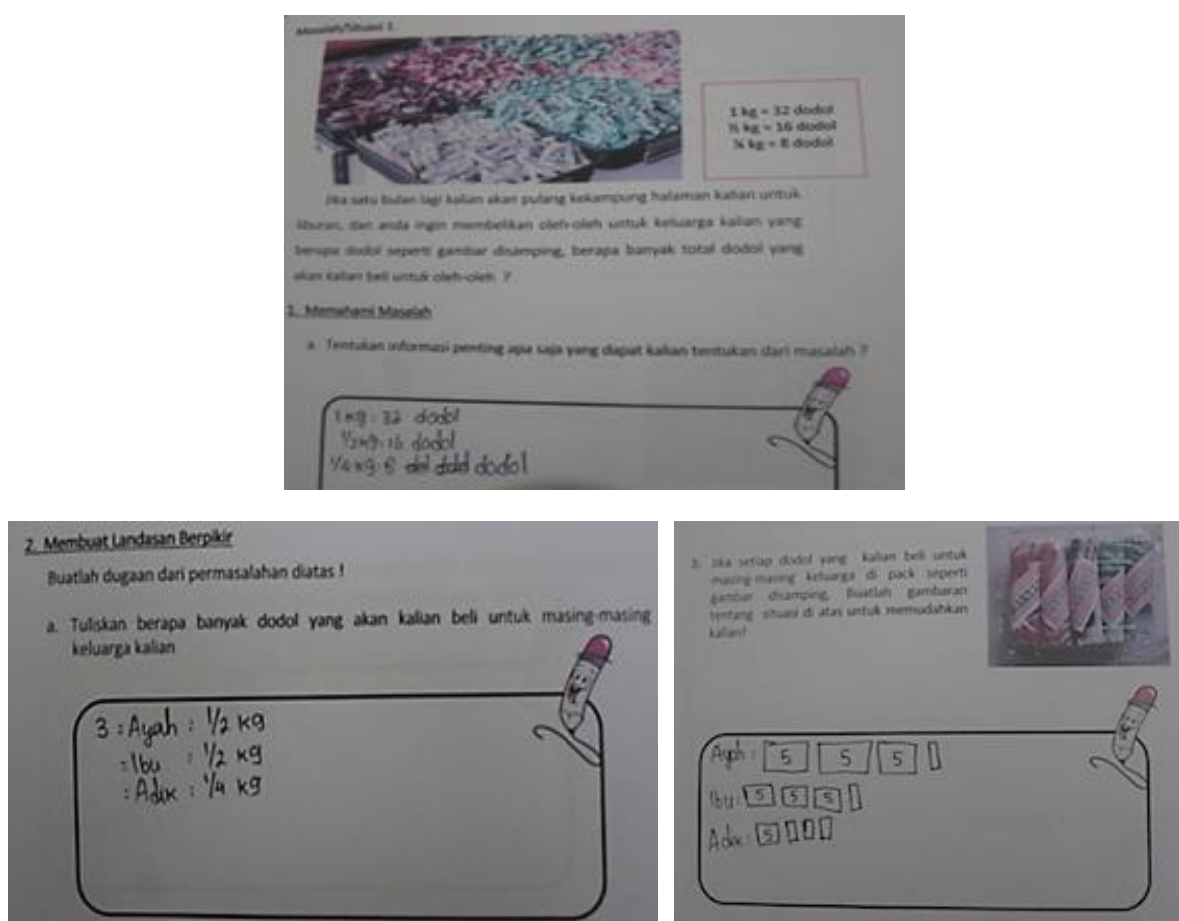 Masalah/Situasi 1.
1 kg = 32 dodol
½ kg = 16 dodol
¼ kg = 8 dodol
Jika satu bulan lagi kalian akan pulang kekampung halaman kalian untuk
liburan, dan anda ingin membelikan oleh-oleh untuk keluarga kalian yang
berupa dodol seperti gambar disamping, berapa banyak total dodol yang
akan kalian beli untuk oleh-oleh ?
1. Memahami Masalah
a. Tentukan informasi penting apa saja yang dapat kalian tentukan dari masalah ?
1 kg : 32 dodol
1/2 kg : 16 dodol
1/4 kg : 8 dodol
2. Membuat Landasan Berpikir
Buatlah dugaan dari permasalahan diatas !
a. Tuliskan berapa banyak dodol yang akan kalian beli untuk masing-masing
keluarga kalian
3 : Ayah : 1/2 kg
: Ibu : 1/2 kg
: Adik : 1/4 kg
b. Jika setiap dodol yang kalian beli untuk
masing-masing keluarga di pack seperti
gambar disamping, Buatlah gambaran
tentang situasi di atas untuk memudahkan
kalian!
Ayah : 5 5 5
Ibu : 5 5 5
Adik : 5